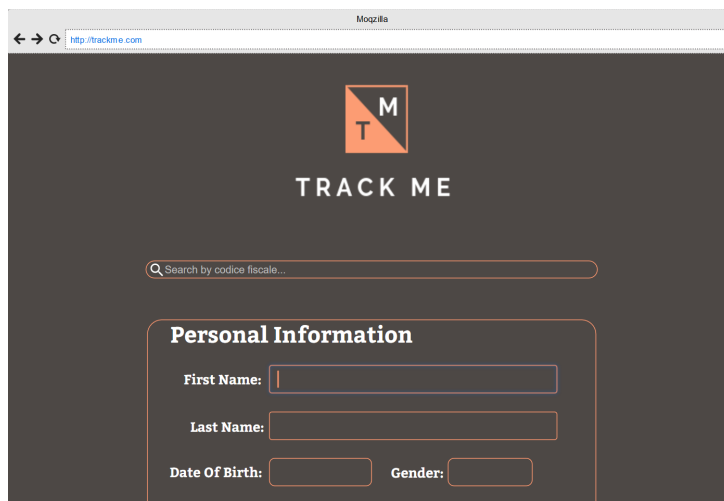 Moqzilla
http://trackme.com
M
T
TRACK ME
Search by codice fiscale...
Personal Information
First Name:
Last Name:
Date Of Birth: Gender: